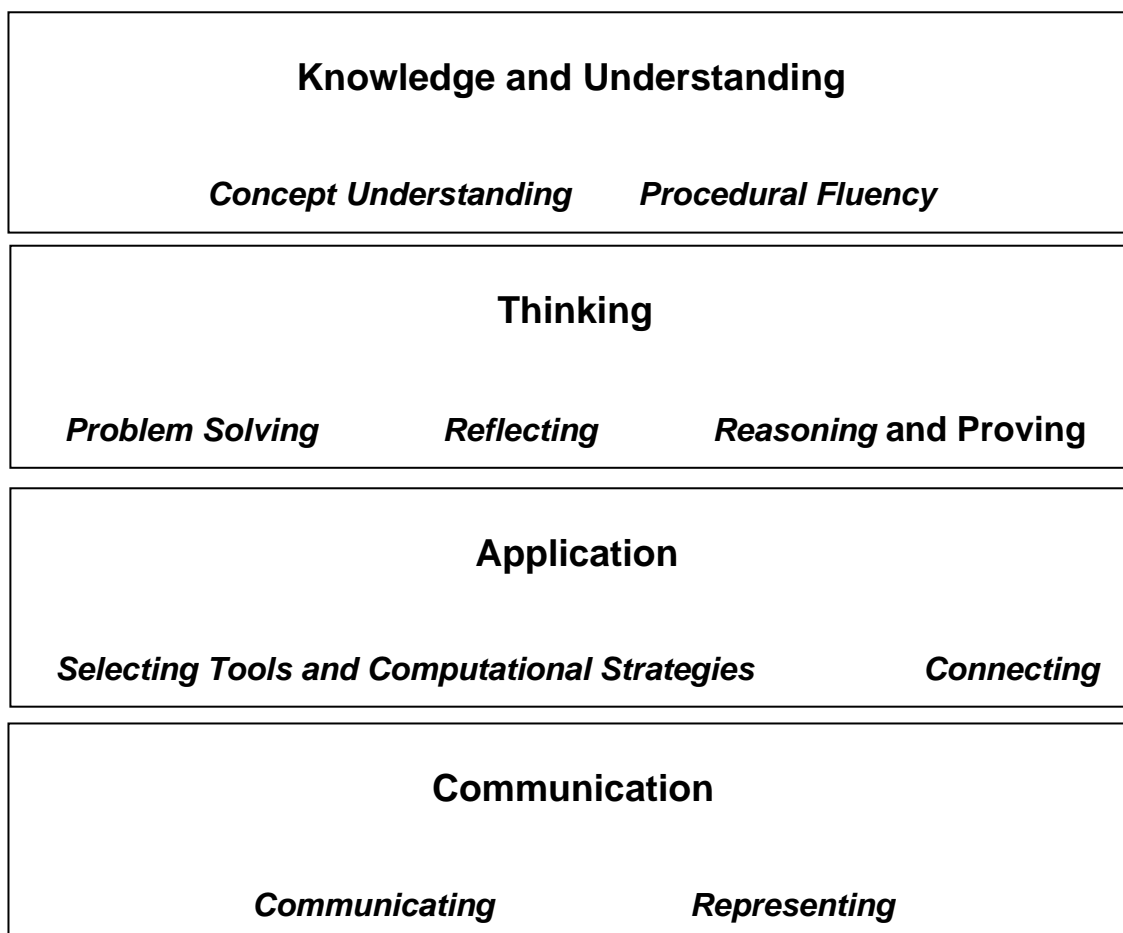 Knowledge and Understanding
Concept Understanding Procedural Fluency
Thinking
Problem Solving Reflecting Reasoning and Proving
Application
Selecting Tools and Computational Strategies Connecting
Communication
Communicating Representing